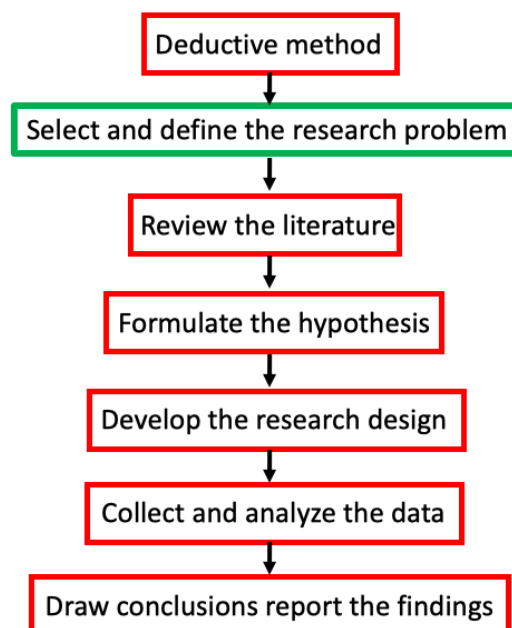 Deductive method
Select and define the research problem
Review the literature
Formulate the hypothesis
Develop the research design
Collect and analyze the data
Draw conclusions report the findings